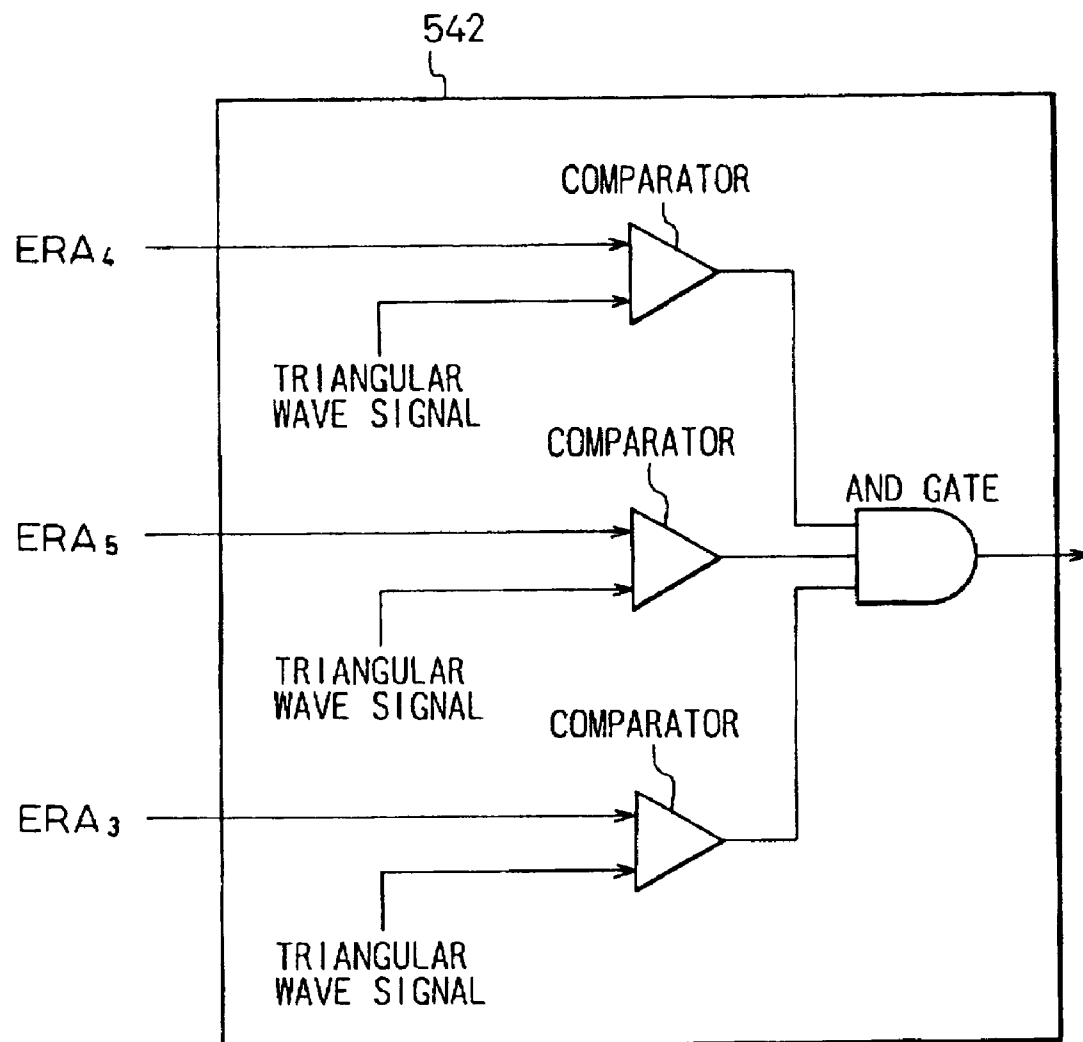 542
COMPARATOR
ERA4
TRIANGULAR
WAVE SIGNAL
COMPARATOR
AND GATE
ERA5
TRIANGULAR
WAVE SIGNAL
COMPARATOR
ERA3
TRIANGULAR
WAVE SIGNAL